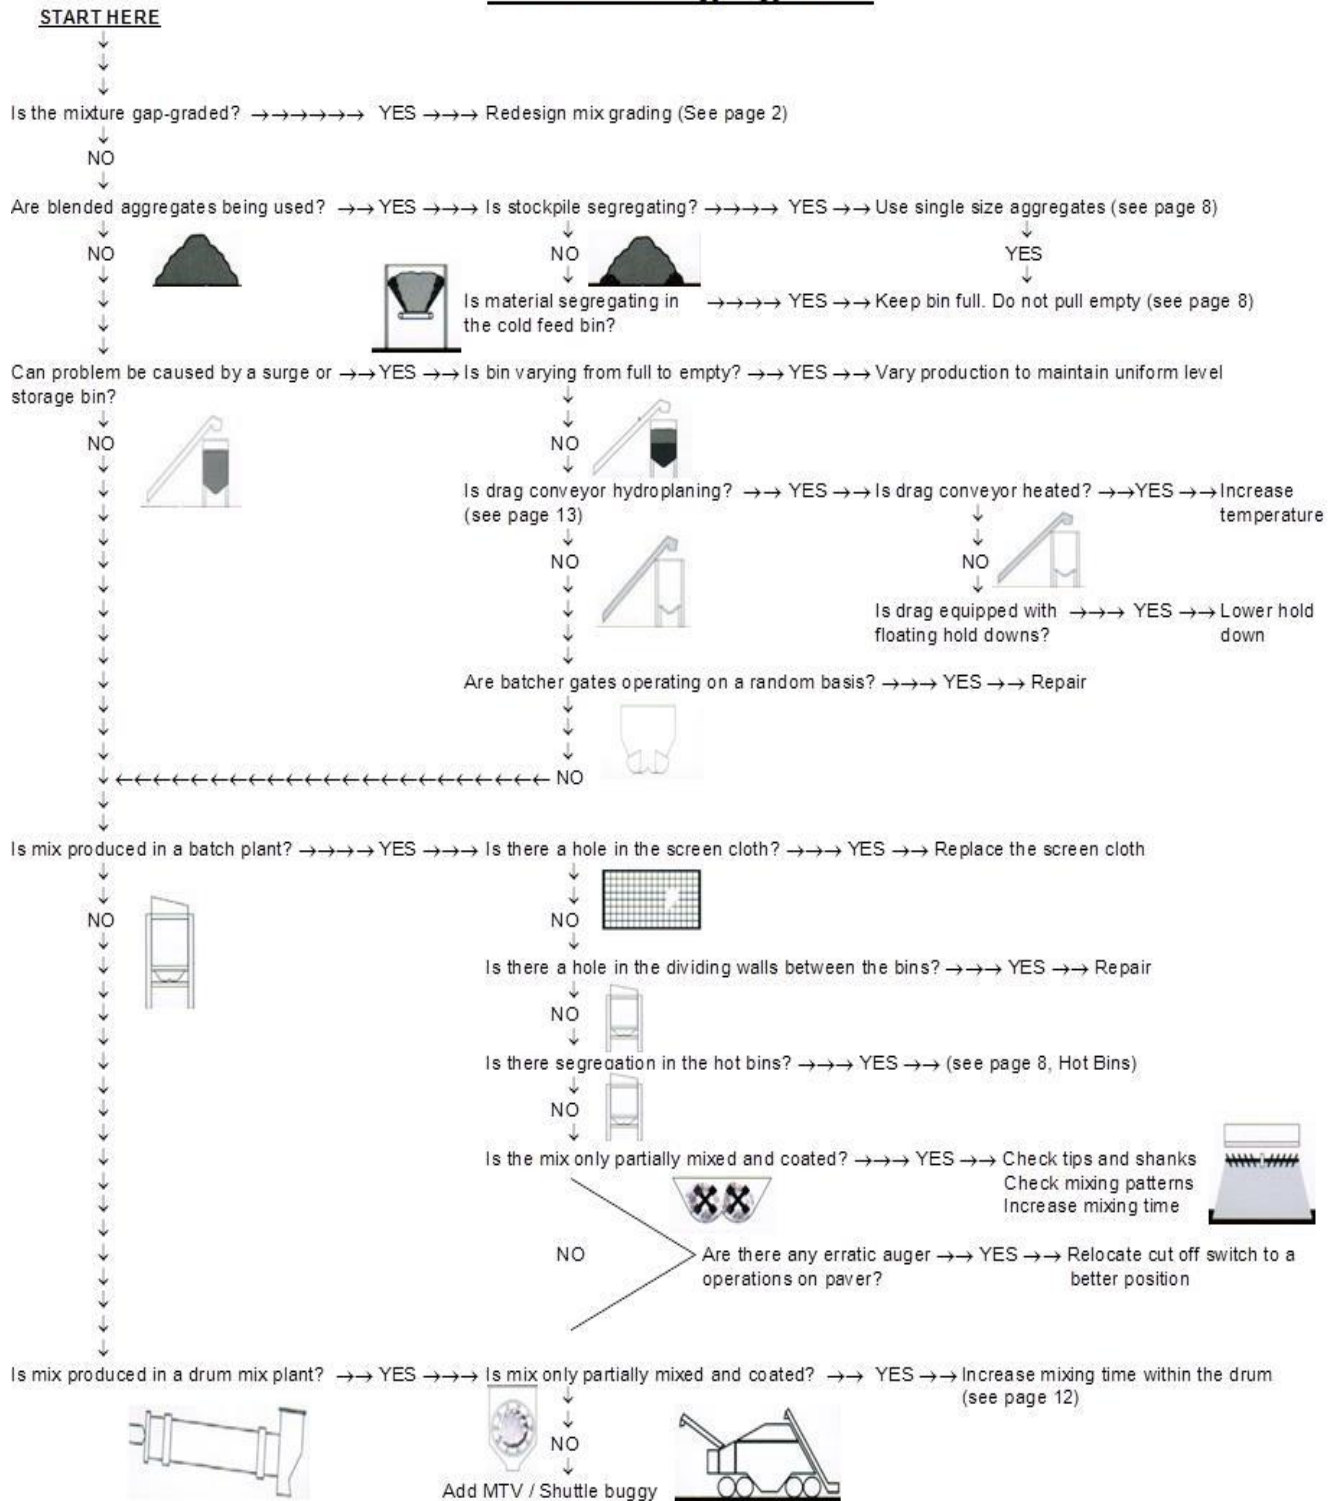 START HERE
Is the mixture gap-graded? →→→→→→ YES →→→ Redesign mix grading (See page 2)
NO
Are blended aggregates being used? →→ YES →→→ Is stockpile segregating? →→→→ YES →→ Use single size aggregates (see page 8)
NO NO YES
Is material segregating in →→→→ YES →→ Keep bin full. Do not pull empty (see page 8)
the cold feed bin?
Can problem be caused by a surge or →→ YES →→ Is bin varying from full to empty? →→ YES →→ Vary production to maintain uniform level
storage bin?
NO NO
Is drag conveyor hydroplaning? →→ YES →→ Is drag conveyor heated? →→ YES →→ Increase
(see page 13) temperature
NO NO
Is drag equipped with →→→ YES →→ Lower hold
floating hold downs? down
Are batcher gates operating on a random basis? →→→ YES →→ Repair
NO
Is mix produced in a batch plant? →→→→ YES →→→ Is there a hole in the screen cloth? →→→ YES →→ Replace the screen cloth
NO NO
Is there a hole in the dividing walls between the bins? →→→ YES →→ Repair
NO
Is there segregation in the hot bins? →→→ YES →→ (see page 8, Hot Bins)
NO
Is the mix only partially mixed and coated? →→→ YES →→ Check tips and shanks
Check mixing patterns
Increase mixing time
NO Are there any erratic auger →→ YES →→ Relocate cut off switch to a
operations on paver? better position
Is mix produced in a drum mix plant? →→ YES →→→ Is mix only partially mixed and coated? →→ YES →→ Increase mixing time within the drum
(see page 12)
NO
Add MTV / Shuttle buggy